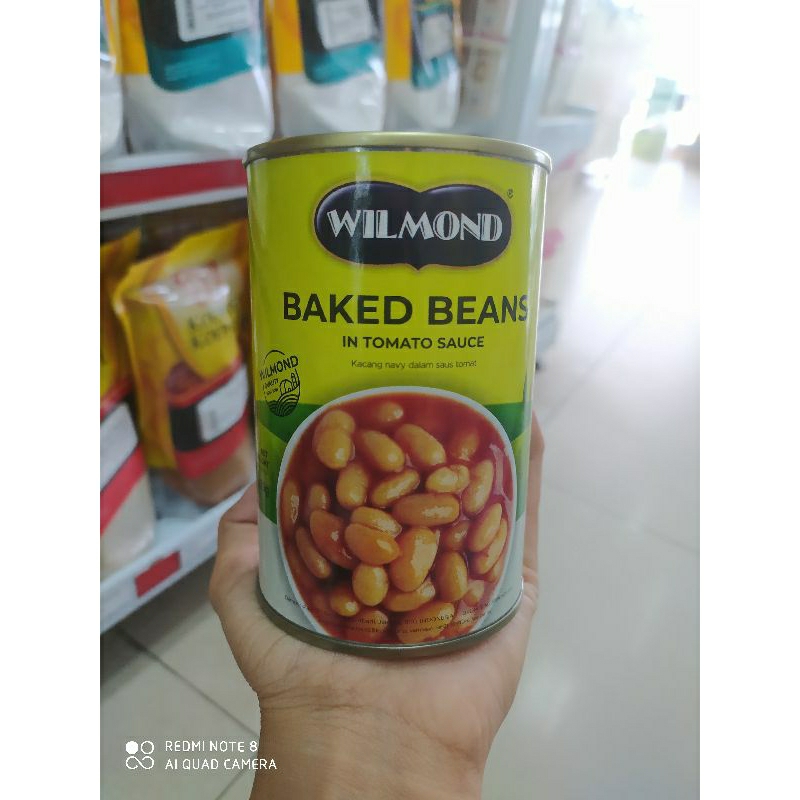 WILMOND
®
BAKED BEANS
IN TOMATO SAUCE
Kacang navy dalam saus tomat
WILMOND
REDMI NOTE 8
AI QUAD CAMERA